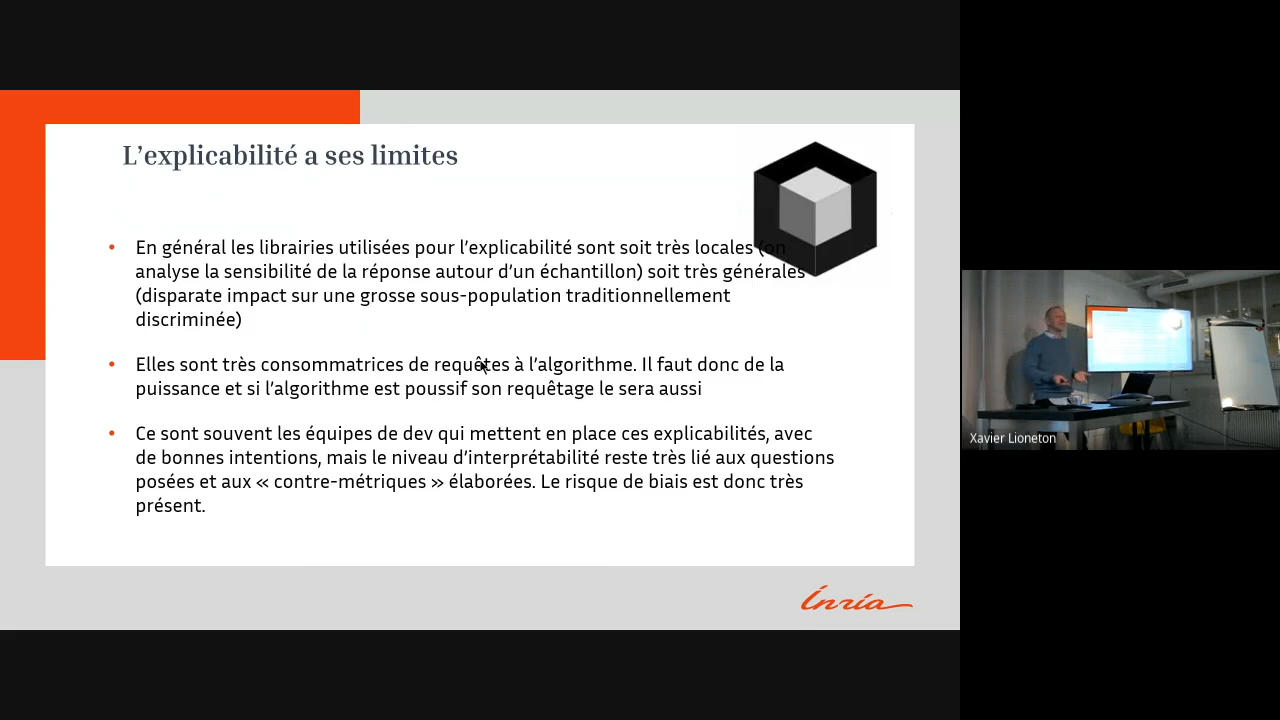 L'explicabilité a ses limites
• En général les librairies utilisées pour l'explicabilité sont soit très locales (on
analyse la sensibilité de la réponse autour d'un échantillon) soit très générales
(disparate impact sur une grosse sous-population traditionnellement
discriminée)
• Elles sont très consommatrices de requêtes à l'algorithme. Il faut donc de la
puissance et si l'algorithme est poussif son requêtage le sera aussi
• Ce sont souvent les équipes de dev qui mettent en place ces explicabilités, avec
de bonnes intentions, mais le niveau d'interprétabilité reste très lié aux questions
posées et aux « contre-métriques » élaborées. Le risque de biais est donc très
présent.
Inria
Xavier Lioneton